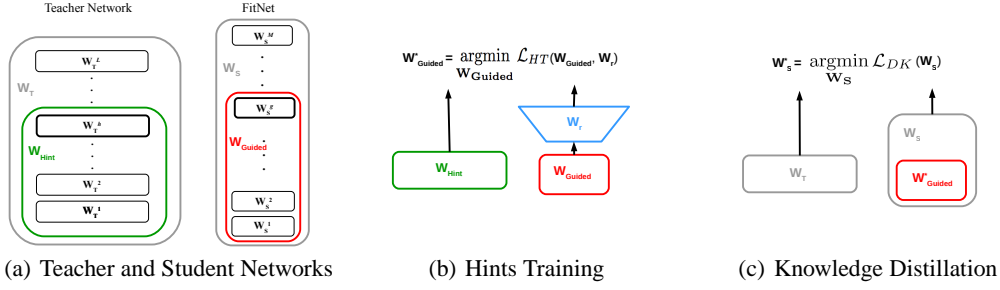 Teacher Network
W_T^L
W_T
W_T^h
W_Hint
W_T^2
W_T^1
FitNet
W_S^M
W_S
W_S^g
W_Guided
W_S^2
W_S^1
(a) Teacher and Student Networks
W*_Guided = argmin L_HT(W_Guided, W_r)
W_Guided
W_r
W_Hint
W_Guided
(b) Hints Training
W*_S = argmin L_DK(W_S)
W_S
W_S
W_T
W*_Guided
(c) Knowledge Distillation